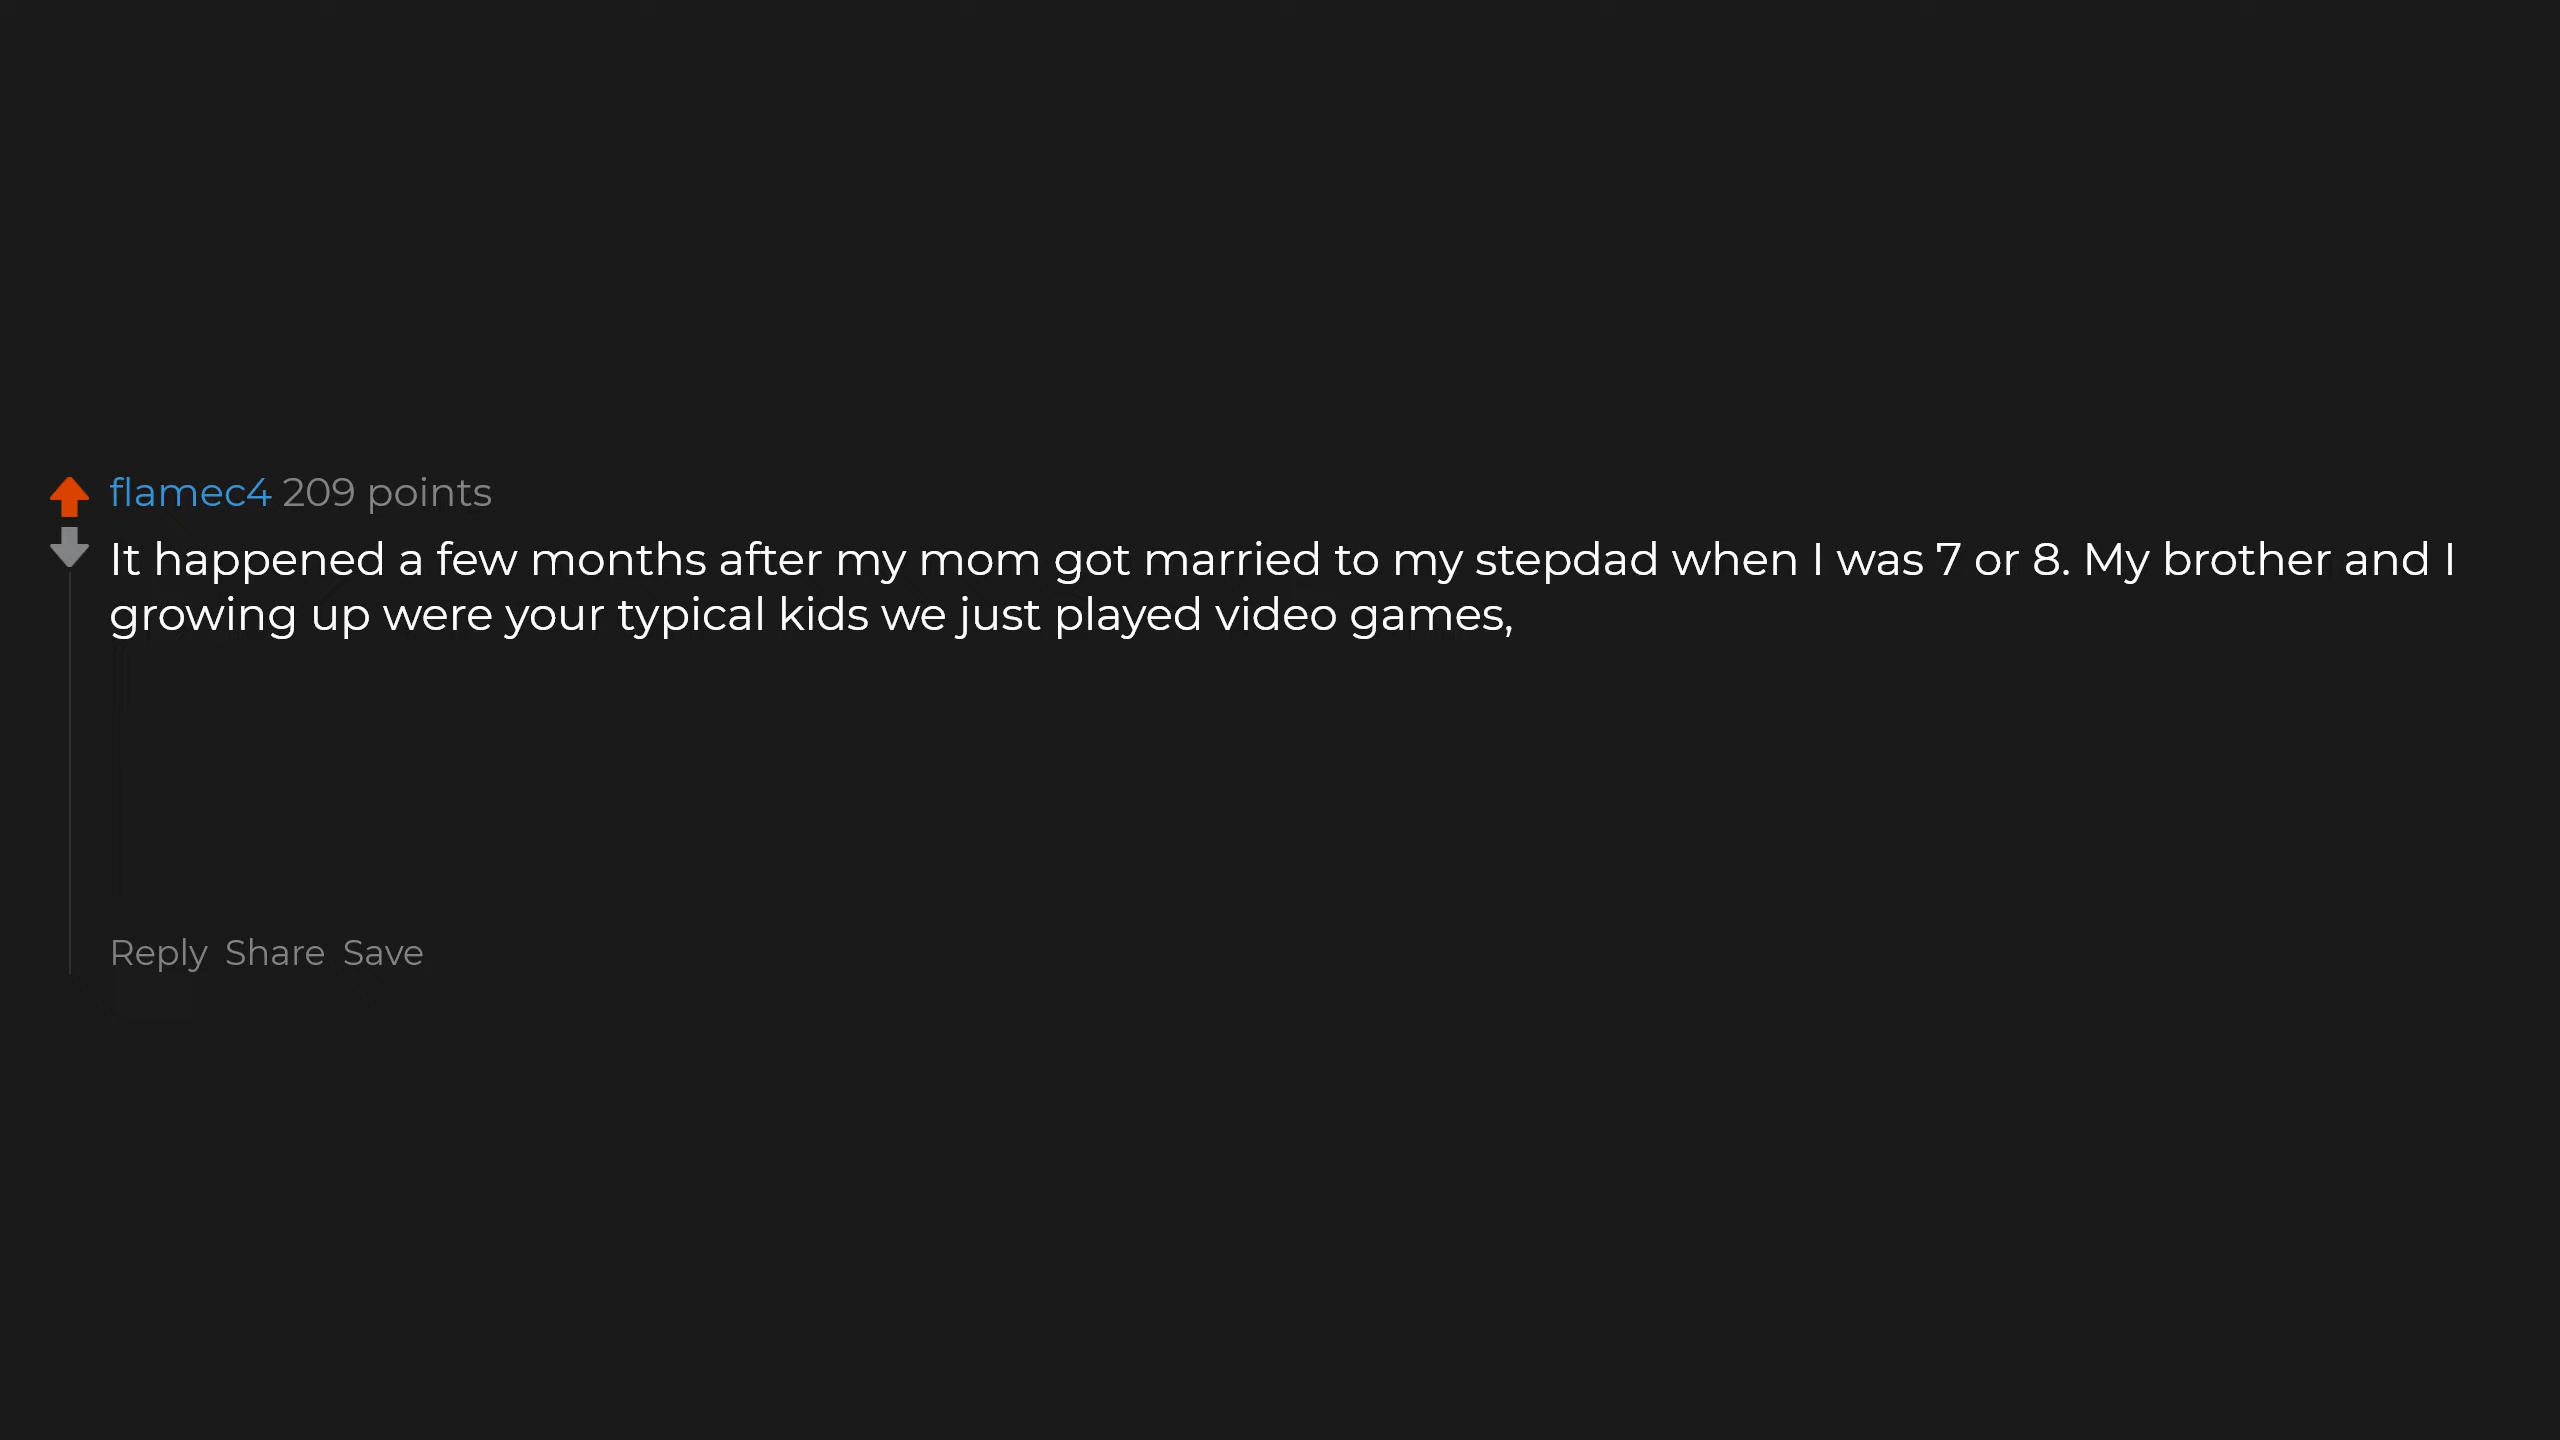 flamec4 209 points
It happened a few months after my mom got married to my stepdad when I was 7 or 8. My brother and I
growing up were your typical kids we just played video games,
Reply Share Save